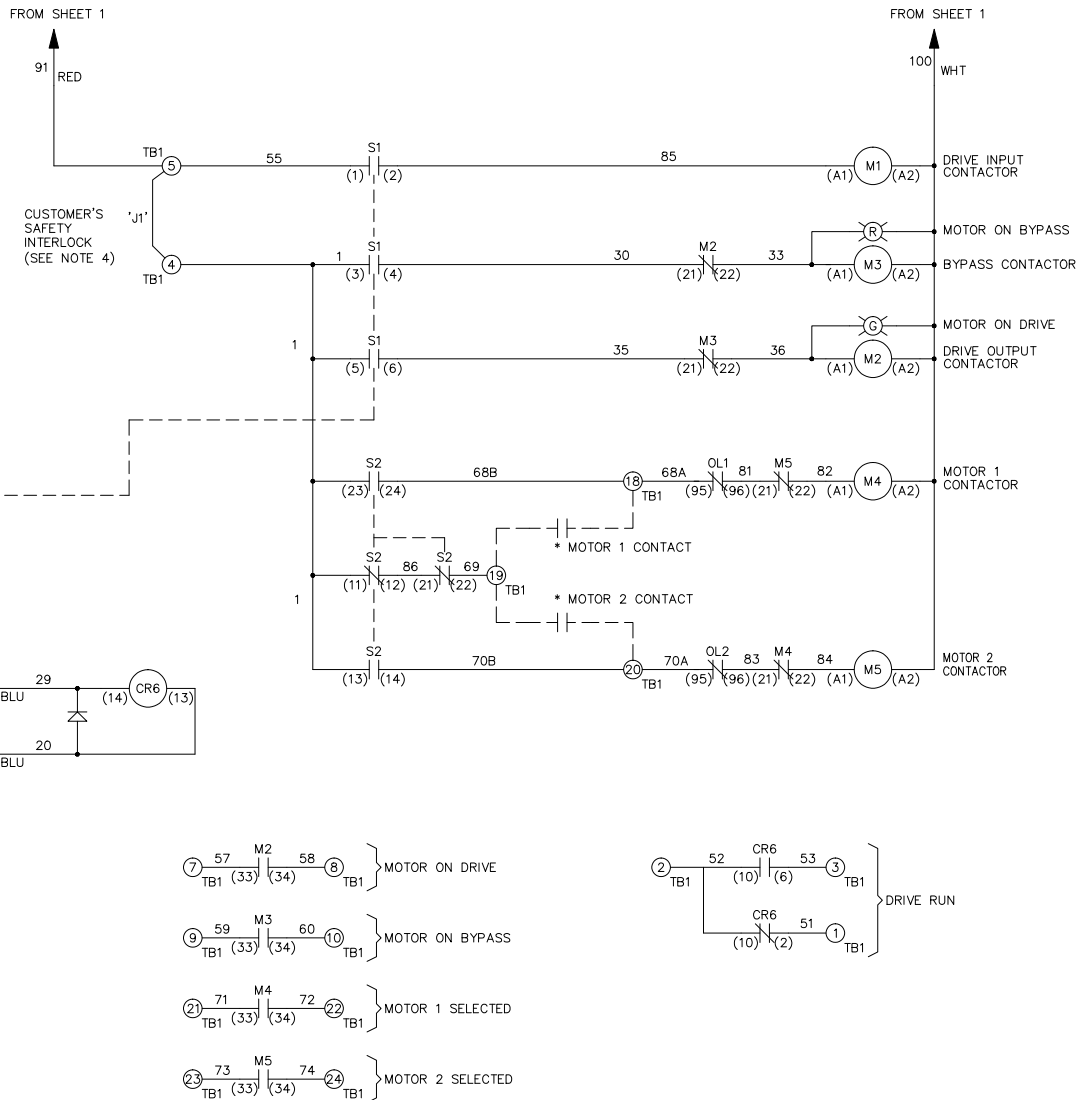 FROM SHEET 1
FROM SHEET 1
91
RED
100
WHT
TB1
5
55
S1
(1)
(2)
85
(A1)
M1
(A2)
DRIVE INPUT
CONTACTOR
CUSTOMER'S
SAFETY
INTERLOCK
(SEE NOTE 4)
'J1'
R
MOTOR ON BYPASS
4
TB1
1
S1
(3)
(4)
30
M2
(21)
(22)
33
(A1)
M3
(A2)
BYPASS CONTACTOR
G
MOTOR ON DRIVE
1
S1
(5)
(6)
35
M3
(21)
(22)
36
(A1)
M2
(A2)
DRIVE OUTPUT
CONTACTOR
S2
(23)
(24)
68B
18
TB1
68A
OL1
(95)
(96)
81
M5
(21)
(22)
82
(A1)
M4
(A2)
MOTOR 1
CONTACTOR
* MOTOR 1 CONTACT
S2
(11)
(12)
86
S2
(21)
(22)
69
19
TB1
1
* MOTOR 2 CONTACT
S2
(13)
(14)
70B
20
TB1
70A
OL2
(95)
(96)
83
M4
(21)
(22)
84
(A1)
M5
(A2)
MOTOR 2
CONTACTOR
29
BLU
(14)
CR6
(13)
20
BLU
7
TB1
57
M2
(33)
(34)
58
8
TB1
MOTOR ON DRIVE
2
TB1
52
CR6
(10)
(6)
53
3
TB1
DRIVE RUN
CR6
(10)
(2)
51
1
TB1
9
TB1
59
M3
(33)
(34)
60
10
TB1
MOTOR ON BYPASS
21
TB1
71
M4
(33)
(34)
72
22
TB1
MOTOR 1 SELECTED
23
TB1
73
M5
(33)
(34)
74
24
TB1
MOTOR 2 SELECTED